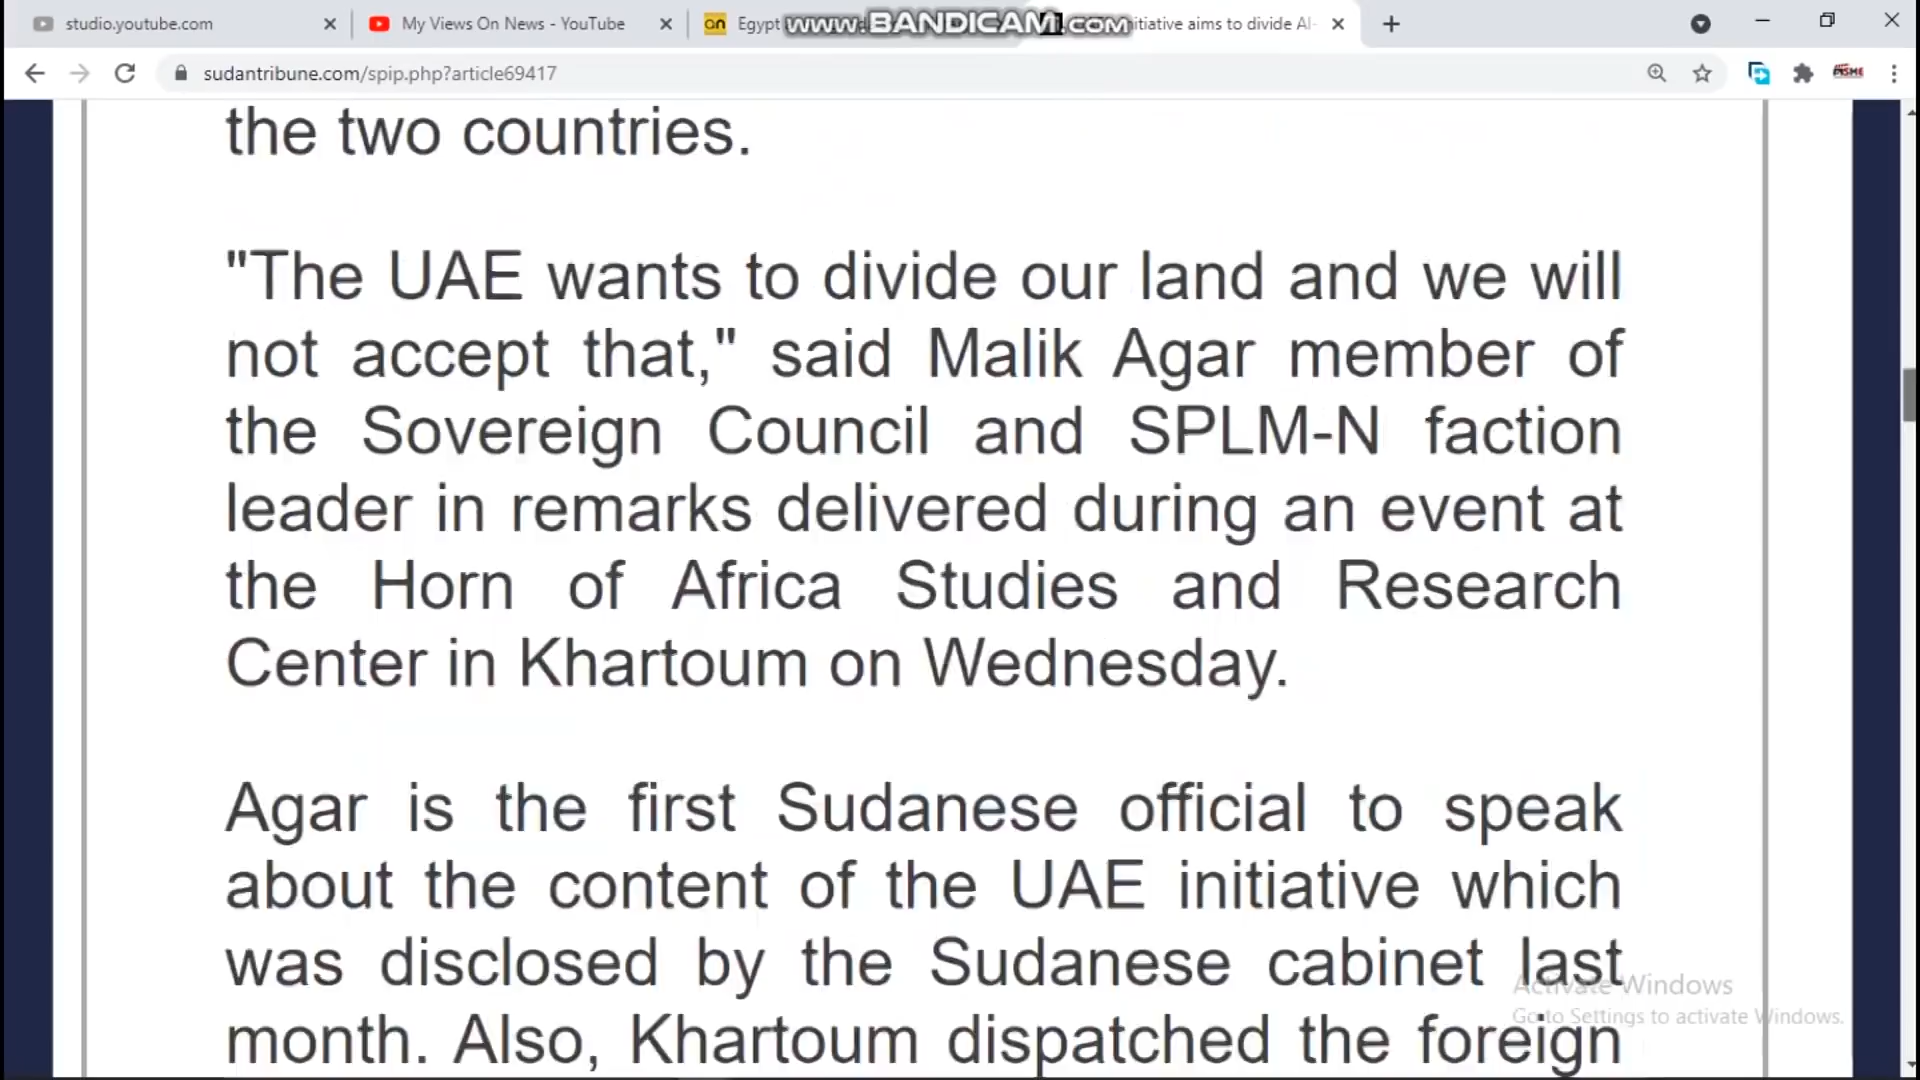 studio.youtube.com
My Views On News - YouTube
Egypt
www.BANDICAM.com
initiative aims to divide Al-
sudantribune.com/spip.php?article69417
the two countries.
"The UAE wants to divide our land and we will
not accept that," said Malik Agar member of
the Sovereign Council and SPLM-N faction
leader in remarks delivered during an event at
the Horn of Africa Studies and Research
Center in Khartoum on Wednesday.
Agar is the first Sudanese official to speak
about the content of the UAE initiative which
was disclosed by the Sudanese cabinet last
month. Also, Khartoum dispatched the foreign
Activate Windows
Go to Settings to activate Windows.